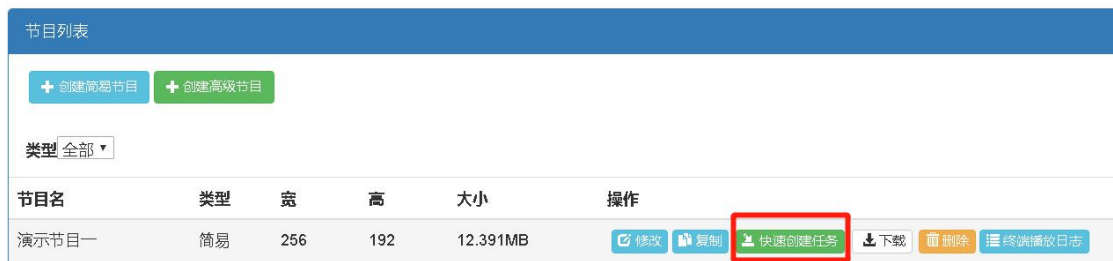 节目列表
创建简易节目 创建高级节目
类型 全部
节目名 类型 宽 高 大小 操作
演示节目一 简易 256 192 12.391MB 修改 复制 快速创建任务 下载 删除 终端播放日志